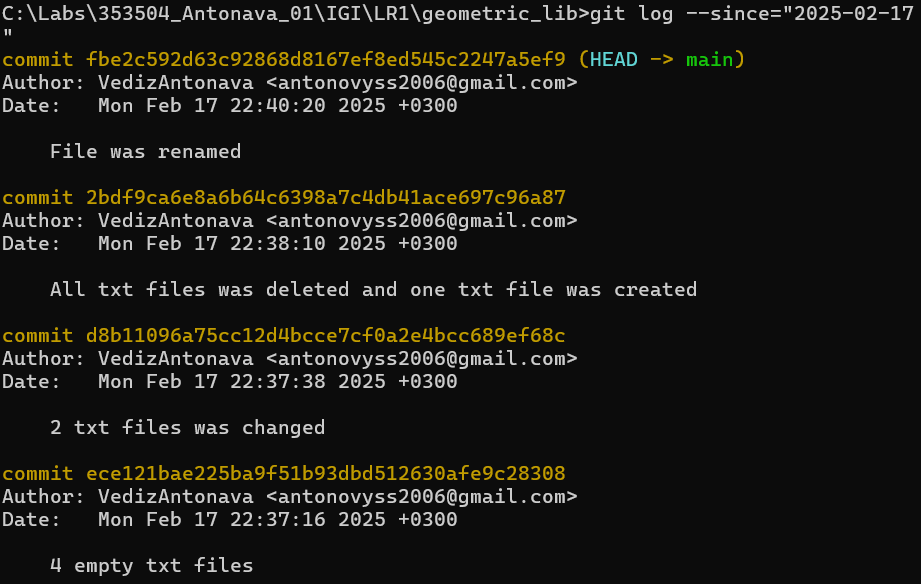 C:\Labs\353504_Antonava_01\IGI\LR1\geometric_lib>git log --since="2025-02-17
"
commit fbe2c592d63c92868d8167ef8ed545c2247a5ef9 (HEAD -> main)
Author: VedizAntonava <antonovyss2006@gmail.com>
Date:   Mon Feb 17 22:40:20 2025 +0300
    File was renamed
commit 2bdf9ca6e8a6b64c6398a7c4db41ace697c96a87
Author: VedizAntonava <antonovyss2006@gmail.com>
Date:   Mon Feb 17 22:38:10 2025 +0300
    All txt files was deleted and one txt file was created
commit d8b11096a75cc12d4bcce7cf0a2e4bcc689ef68c
Author: VedizAntonava <antonovyss2006@gmail.com>
Date:   Mon Feb 17 22:37:38 2025 +0300
    2 txt files was changed
commit ece121bae225ba9f51b93dbd512630afe9c28308
Author: VedizAntonava <antonovyss2006@gmail.com>
Date:   Mon Feb 17 22:37:16 2025 +0300
    4 empty txt files